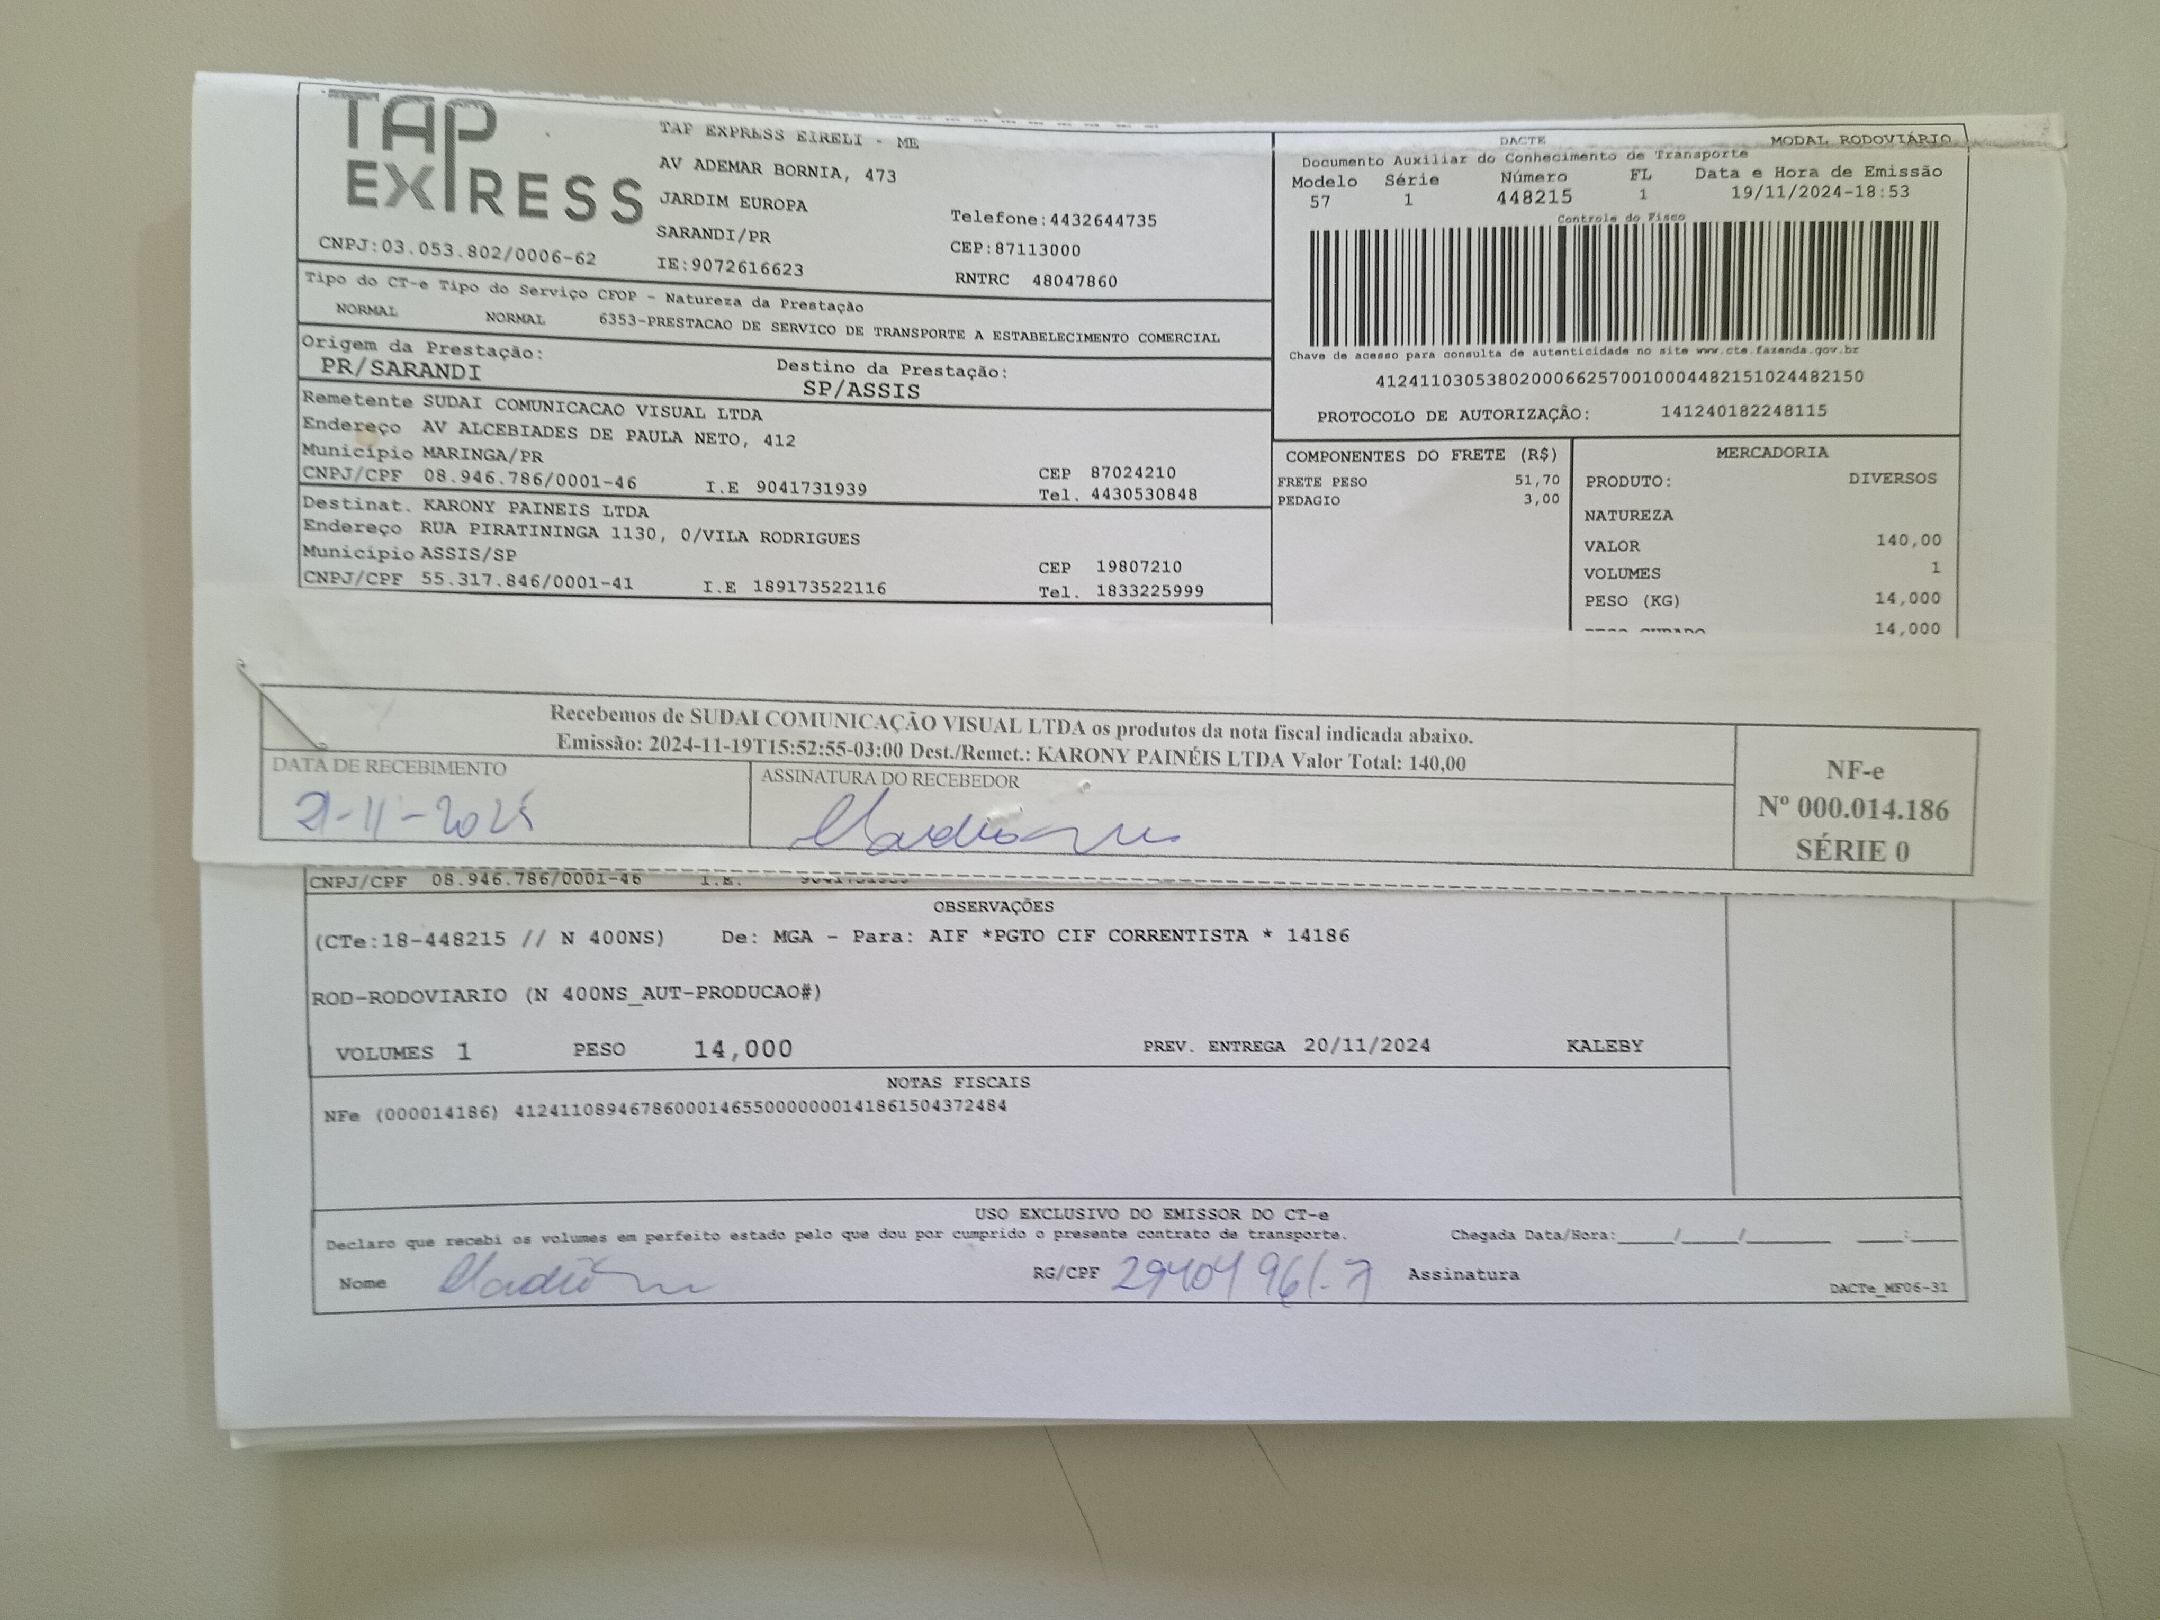 TAP
EXPRESS
CNPJ:03.053.802/0006-62
TAP EXPRESS EIRELI - ME
AV ADEMAR BORNIA, 473
JARDIM EUROPA
SARANDI/PR
IE:9072616623
Telefone:4432644735
CEP:87113000
RNTRC 48047860
DACTE MODAL RODOVIÁRIO
Documento Auxiliar do Conhecimento de Transporte
Modelo Série Número FL Data e Hora de Emissão
57 1 448215 1 19/11/2024-18:53
Controle do Fisco
Chave de acesso para consulta de autenticidade no site www.cte.fazenda.gov.br
41241103053802000662570010004482151024482150
PROTOCOLO DE AUTORIZAÇÃO: 141240182248115
Tipo do CT-e Tipo do Serviço CFOP - Natureza da Prestação
NORMAL NORMAL 6353-PRESTACAO DE SERVICO DE TRANSPORTE A ESTABELECIMENTO COMERCIAL
Origem da Prestação: Destino da Prestação:
PR/SARANDI SP/ASSIS
Remetente SUDAI COMUNICACAO VISUAL LTDA
Endereço AV ALCEBIADES DE PAULA NETO, 412
Município MARINGA/PR CEP 87024210
CNPJ/CPF 08.946.786/0001-46 I.E 9041731939 Tel. 4430530848
Destinat. KARONY PAINEIS LTDA
Endereço RUA PIRATININGA 1130, 0/VILA RODRIGUES
Município ASSIS/SP CEP 19807210
CNPJ/CPF 55.317.846/0001-41 I.E 189173522116 Tel. 1833225999
COMPONENTES DO FRETE (R$)
FRETE PESO 51,70
PEDAGIO 3,00
MERCADORIA
PRODUTO: DIVERSOS
NATUREZA
VALOR 140,00
VOLUMES 1
PESO (KG) 14,000
14,000
Recebemos de SUDAI COMUNICAÇÃO VISUAL LTDA os produtos da nota fiscal indicada abaixo.
Emissão: 2024-11-19T15:52:55-03:00 Dest./Remet.: KARONY PAINÉIS LTDA Valor Total: 140,00
DATA DE RECEBIMENTO ASSINATURA DO RECEBEDOR
NF-e
Nº 000.014.186
SÉRIE 0
CNPJ/CPF 08.946.786/0001-46 I.E.
OBSERVAÇÕES
(CTe:18-448215 // N 400NS) De: MGA - Para: AIF *PGTO CIF CORRENTISTA * 14186
ROD-RODOVIARIO (N 400NS_AUT-PRODUCAO#)
VOLUMES 1 PESO 14,000 PREV. ENTREGA 20/11/2024 KALEBY
NOTAS FISCAIS
NFe (000014186) 41241108946786000146550000000141861504372484
USO EXCLUSIVO DO EMISSOR DO CT-e
Declaro que recebi os volumes em perfeito estado pelo que dou por cumprido o presente contrato de transporte. Chegada Data/Hora:_____/_____/________ ____:____
Nome RG/CPF Assinatura
DACTe_MF06-31